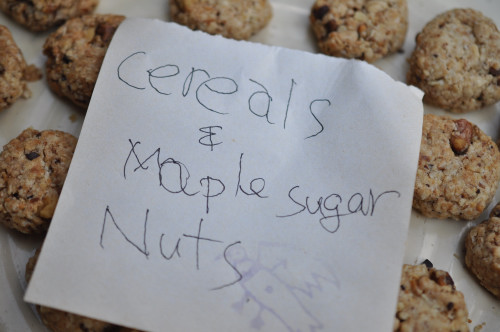 cereals
&
Maple sugar
Nuts